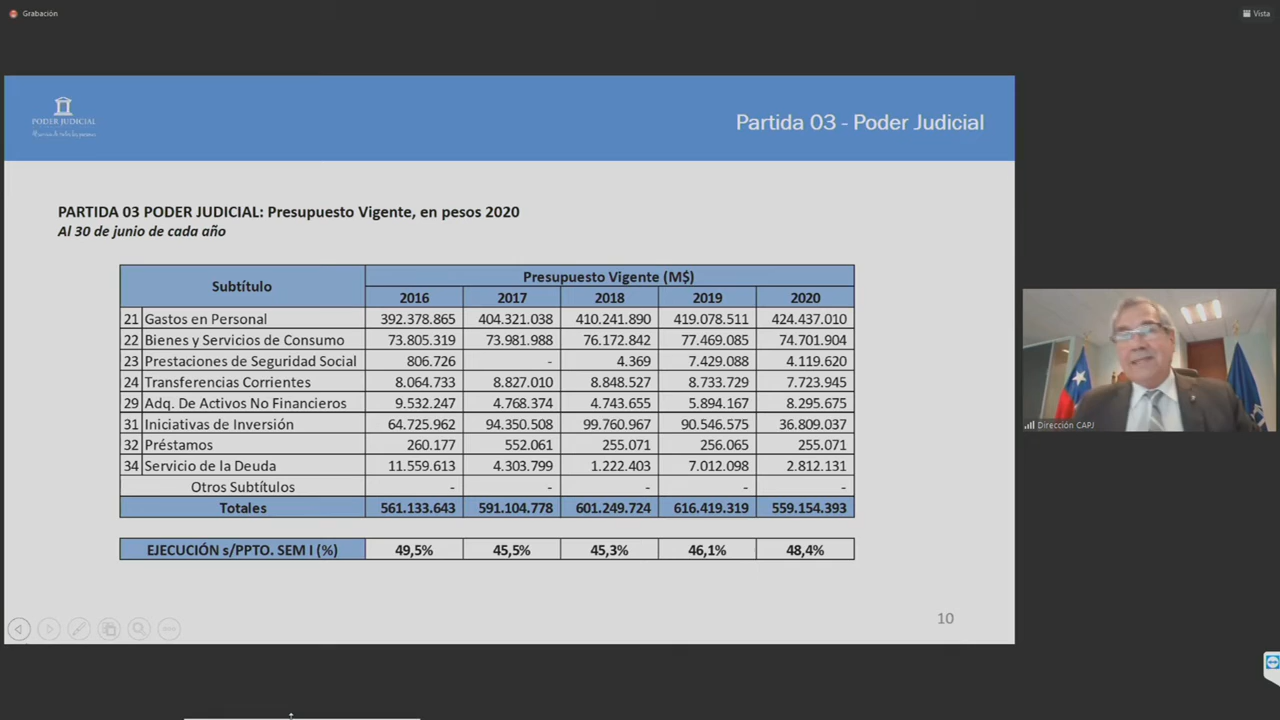 Grabación
Vista
PODER JUDICIAL
Partida 03 - Poder Judicial
PARTIDA 03 PODER JUDICIAL: Presupuesto Vigente, en pesos 2020
Al 30 de junio de cada año
Subtítulo Presupuesto Vigente (M$)
2016 2017 2018 2019 2020
21 Gastos en Personal 392.378.865 404.321.038 410.241.890 419.078.511 424.437.010
22 Bienes y Servicios de Consumo 73.805.319 73.981.988 76.172.842 77.469.085 74.701.904
23 Prestaciones de Seguridad Social 806.726 - 4.369 7.429.088 4.119.620
24 Transferencias Corrientes 8.064.733 8.827.010 8.848.527 8.733.729 7.723.945
29 Adq. De Activos No Financieros 9.532.247 4.768.374 4.743.655 5.894.167 8.295.675
31 Iniciativas de Inversión 64.725.962 94.350.508 99.760.967 90.546.575 36.809.037
32 Préstamos 260.177 552.061 255.071 256.065 255.071
34 Servicio de la Deuda 11.559.613 4.303.799 1.222.403 7.012.098 2.812.131
Otros Subtítulos - - - - -
Totales 561.133.643 591.104.778 601.249.724 616.419.319 559.154.393
EJECUCIÓN s/PPTO. SEM I (%) 49,5% 45,5% 45,3% 46,1% 48,4%
10
Dirección CAPJ